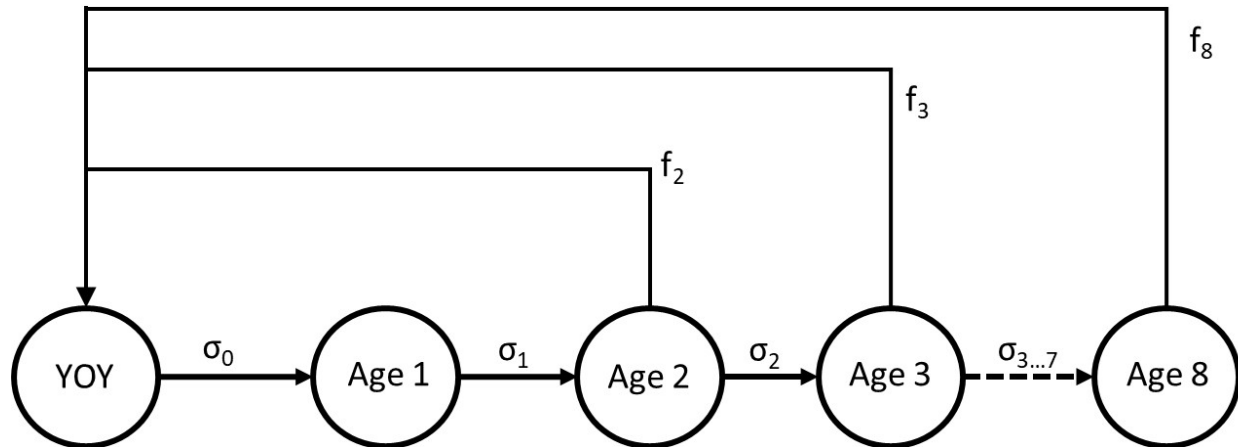 f₈
f₃
f₂
YOY σ₀ Age 1 σ₁ Age 2 σ₂ Age 3 σ₃...₇ Age 8